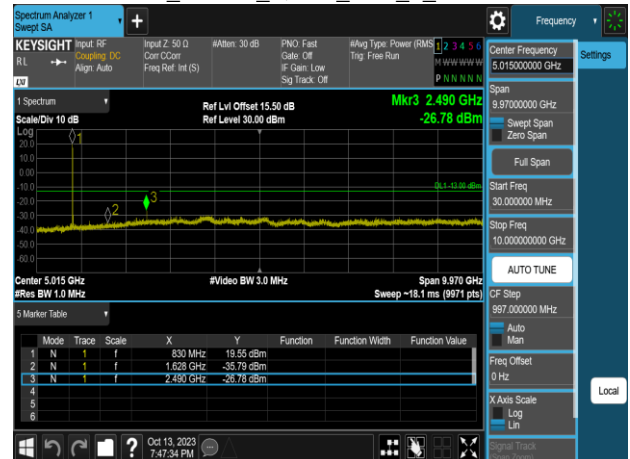 Spectrum Analyzer 1
Swept SA
Frequency
KEYSIGHT
RL
LXI
Input: RF
Coupling: DC
Align: Auto
Input Z: 50 Ω
Corr CCorr
Freq Ref: Int (S)
#Atten: 30 dB
PNO: Fast
Gate: Off
IF Gain: Low
Sig Track: Off
#Avg Type: Power (RMS
Trig: Free Run
1 2 3 4 5 6
M W W W W W
P N N N N N
1 Spectrum
Scale/Div 10 dB
Ref Lvl Offset 15.50 dB
Ref Level 30.00 dBm
Mkr3 2.490 GHz
-26.78 dBm
Log
20.0
10.0
0.00
-10.0
-20.0
-30.0
-40.0
-50.0
-60.0
1
2
3
DL1 -13.00 dBm
Center 5.015 GHz
#Res BW 1.0 MHz
#Video BW 3.0 MHz
Span 9.970 GHz
Sweep ~18.1 ms (9971 pts)
5 Marker Table
Mode Trace Scale X Y Function Function Width Function Value
1 N 1 f 830 MHz 19.55 dBm
2 N 1 f 1.628 GHz -35.79 dBm
3 N 1 f 2.490 GHz -26.78 dBm
4
5
6
?
Oct 13, 2023
7:47:34 PM
Center Frequency
5.015000000 GHz
Settings
Span
9.97000000 GHz
Swept Span
Zero Span
Full Span
Start Freq
30.000000 MHz
Stop Freq
10.000000000 GHz
AUTO TUNE
CF Step
997.000000 MHz
Auto
Man
Freq Offset
0 Hz
X Axis Scale
Log
Lin
Local
Signal Track
(Span Zoom)